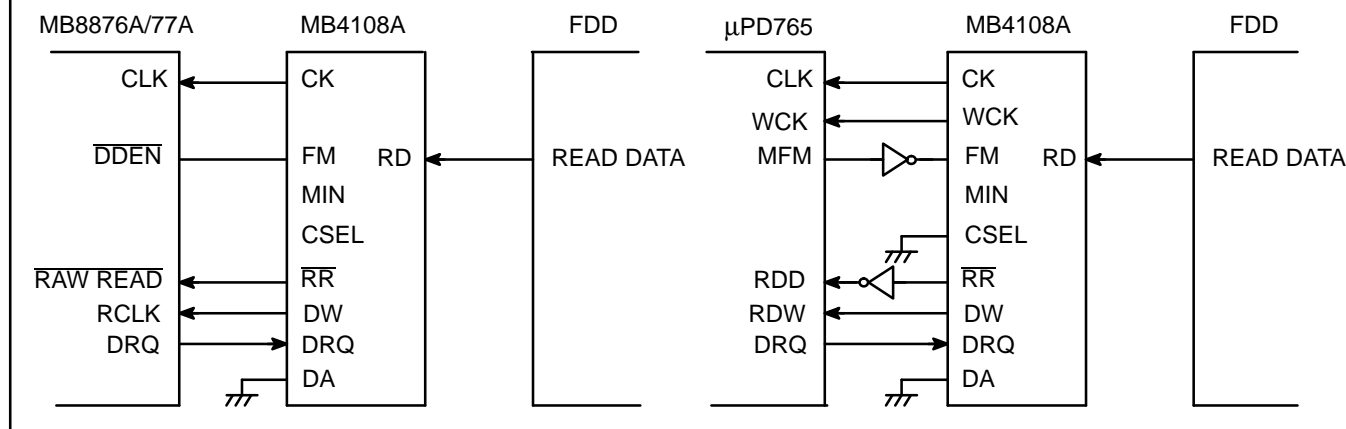 MB8876A/77A MB4108A FDD
CLK CK
DDEN FM RD READ DATA
MIN
CSEL
RAW READ RR
RCLK DW
DRQ DRQ
DA
μPD765 MB4108A FDD
CLK CK
WCK WCK
MFM FM RD READ DATA
MIN
CSEL
RDD RR
RDW DW
DRQ DRQ
DA